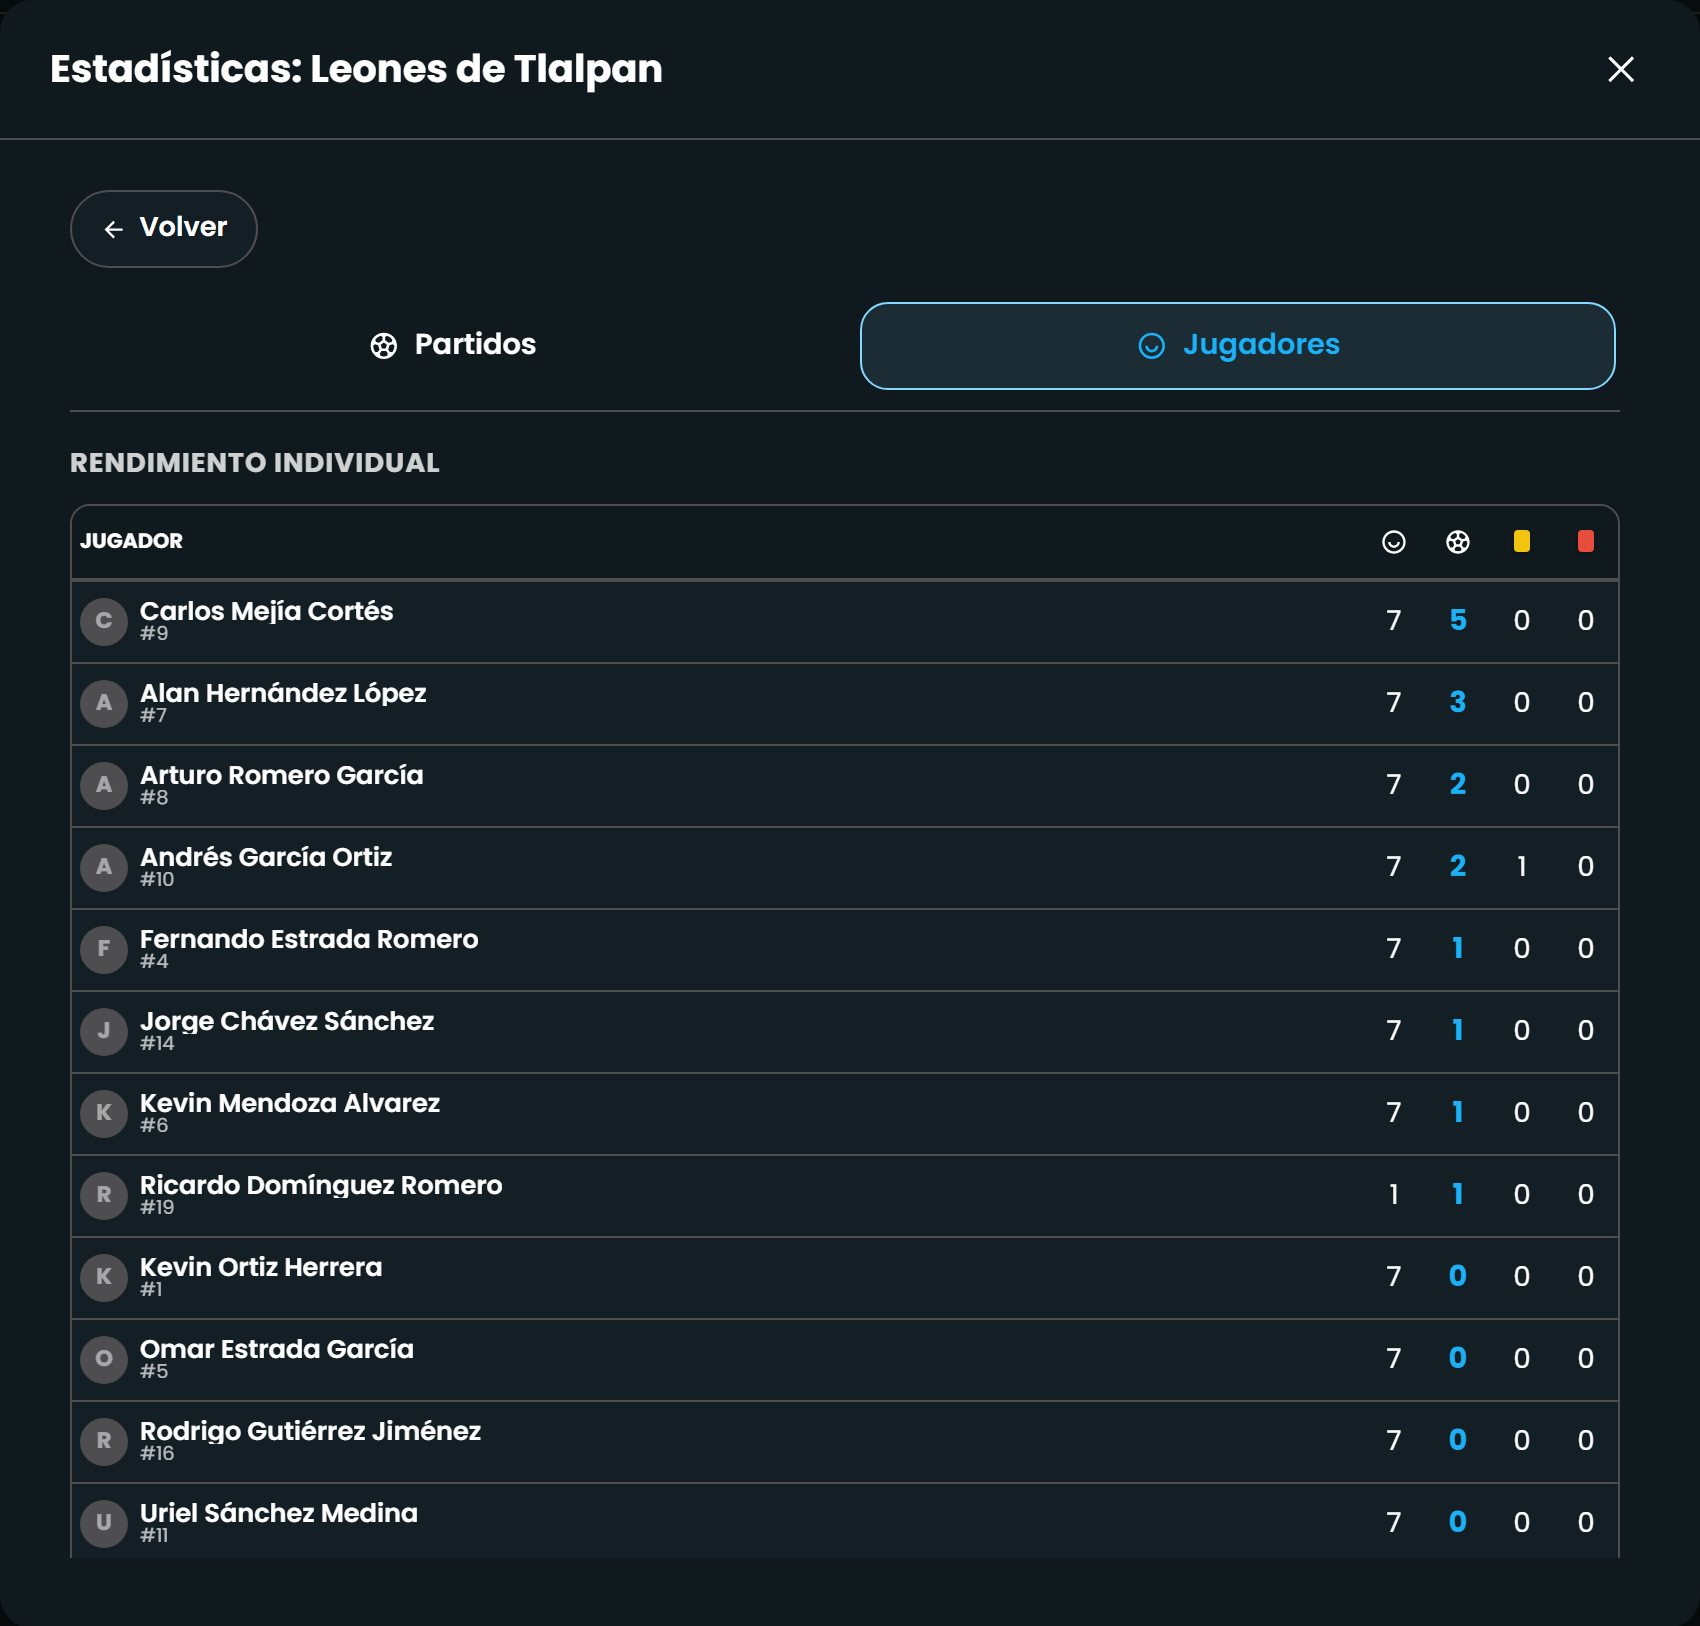 Estadísticas: Leones de Tlalpan
Volver
Partidos
Jugadores
RENDIMIENTO INDIVIDUAL
JUGADOR
C Carlos Mejía Cortés 7 5 0 0
#9
A Alan Hernández López 7 3 0 0
#7
A Arturo Romero García 7 2 0 0
#8
A Andrés García Ortiz 7 2 1 0
#10
F Fernando Estrada Romero 7 1 0 0
#4
J Jorge Chávez Sánchez 7 1 0 0
#14
K Kevin Mendoza Alvarez 7 1 0 0
#6
R Ricardo Domínguez Romero 1 1 0 0
#19
K Kevin Ortiz Herrera 7 0 0 0
#1
O Omar Estrada García 7 0 0 0
#5
R Rodrigo Gutiérrez Jiménez 7 0 0 0
#16
U Uriel Sánchez Medina 7 0 0 0
#11